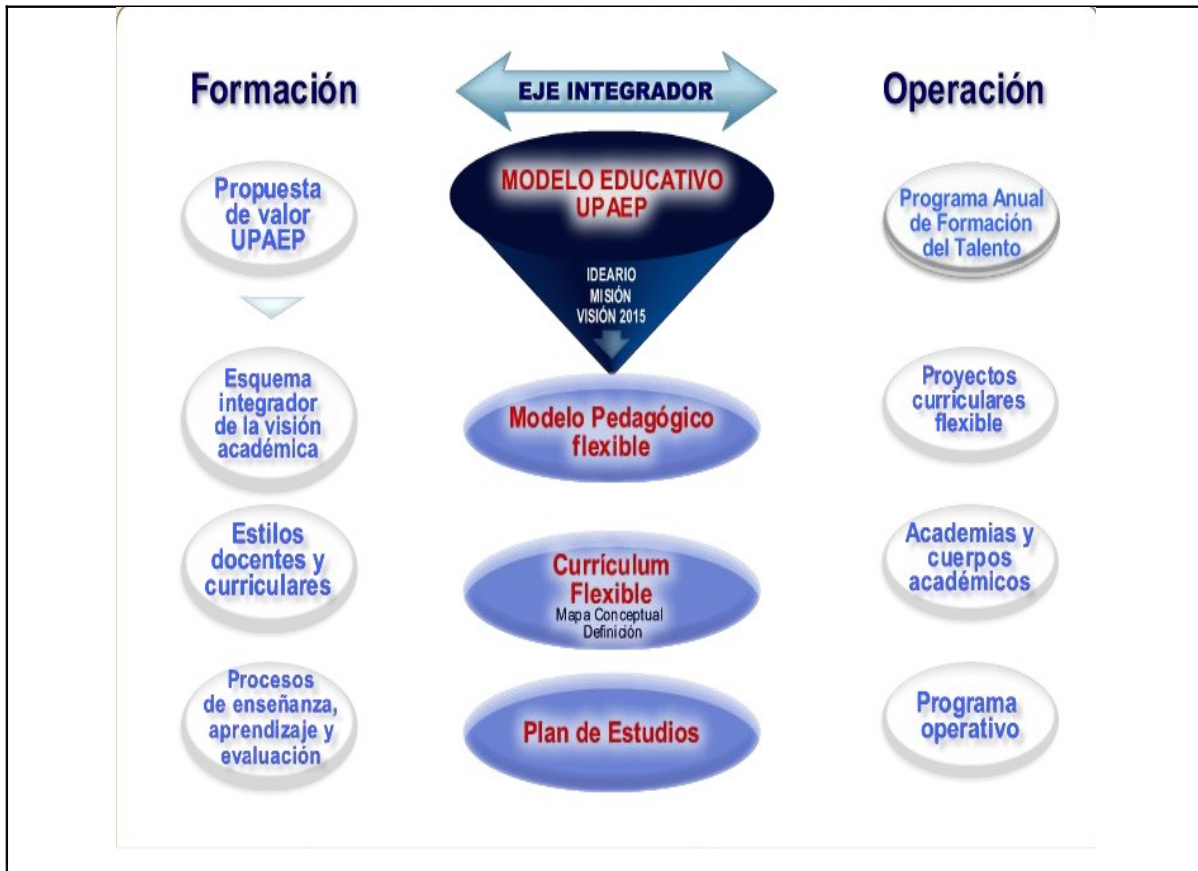 Formación
EJE INTEGRADOR
Operación
Propuesta
de valor
UPAEP
MODELO EDUCATIVO
UPAEP
IDEARIO
MISIÓN
VISIÓN 2015
Programa Anual
de Formación
del Talento
Esquema
integrador
de la visión
académica
Modelo Pedagógico
flexible
Proyectos
curriculares
flexible
Estilos
docentes y
curriculares
Currículum
Flexible
Mapa Conceptual
Definición
Academias y
cuerpos
académicos
Procesos
de enseñanza,
aprendizaje y
evaluación
Plan de Estudios
Programa
operativo